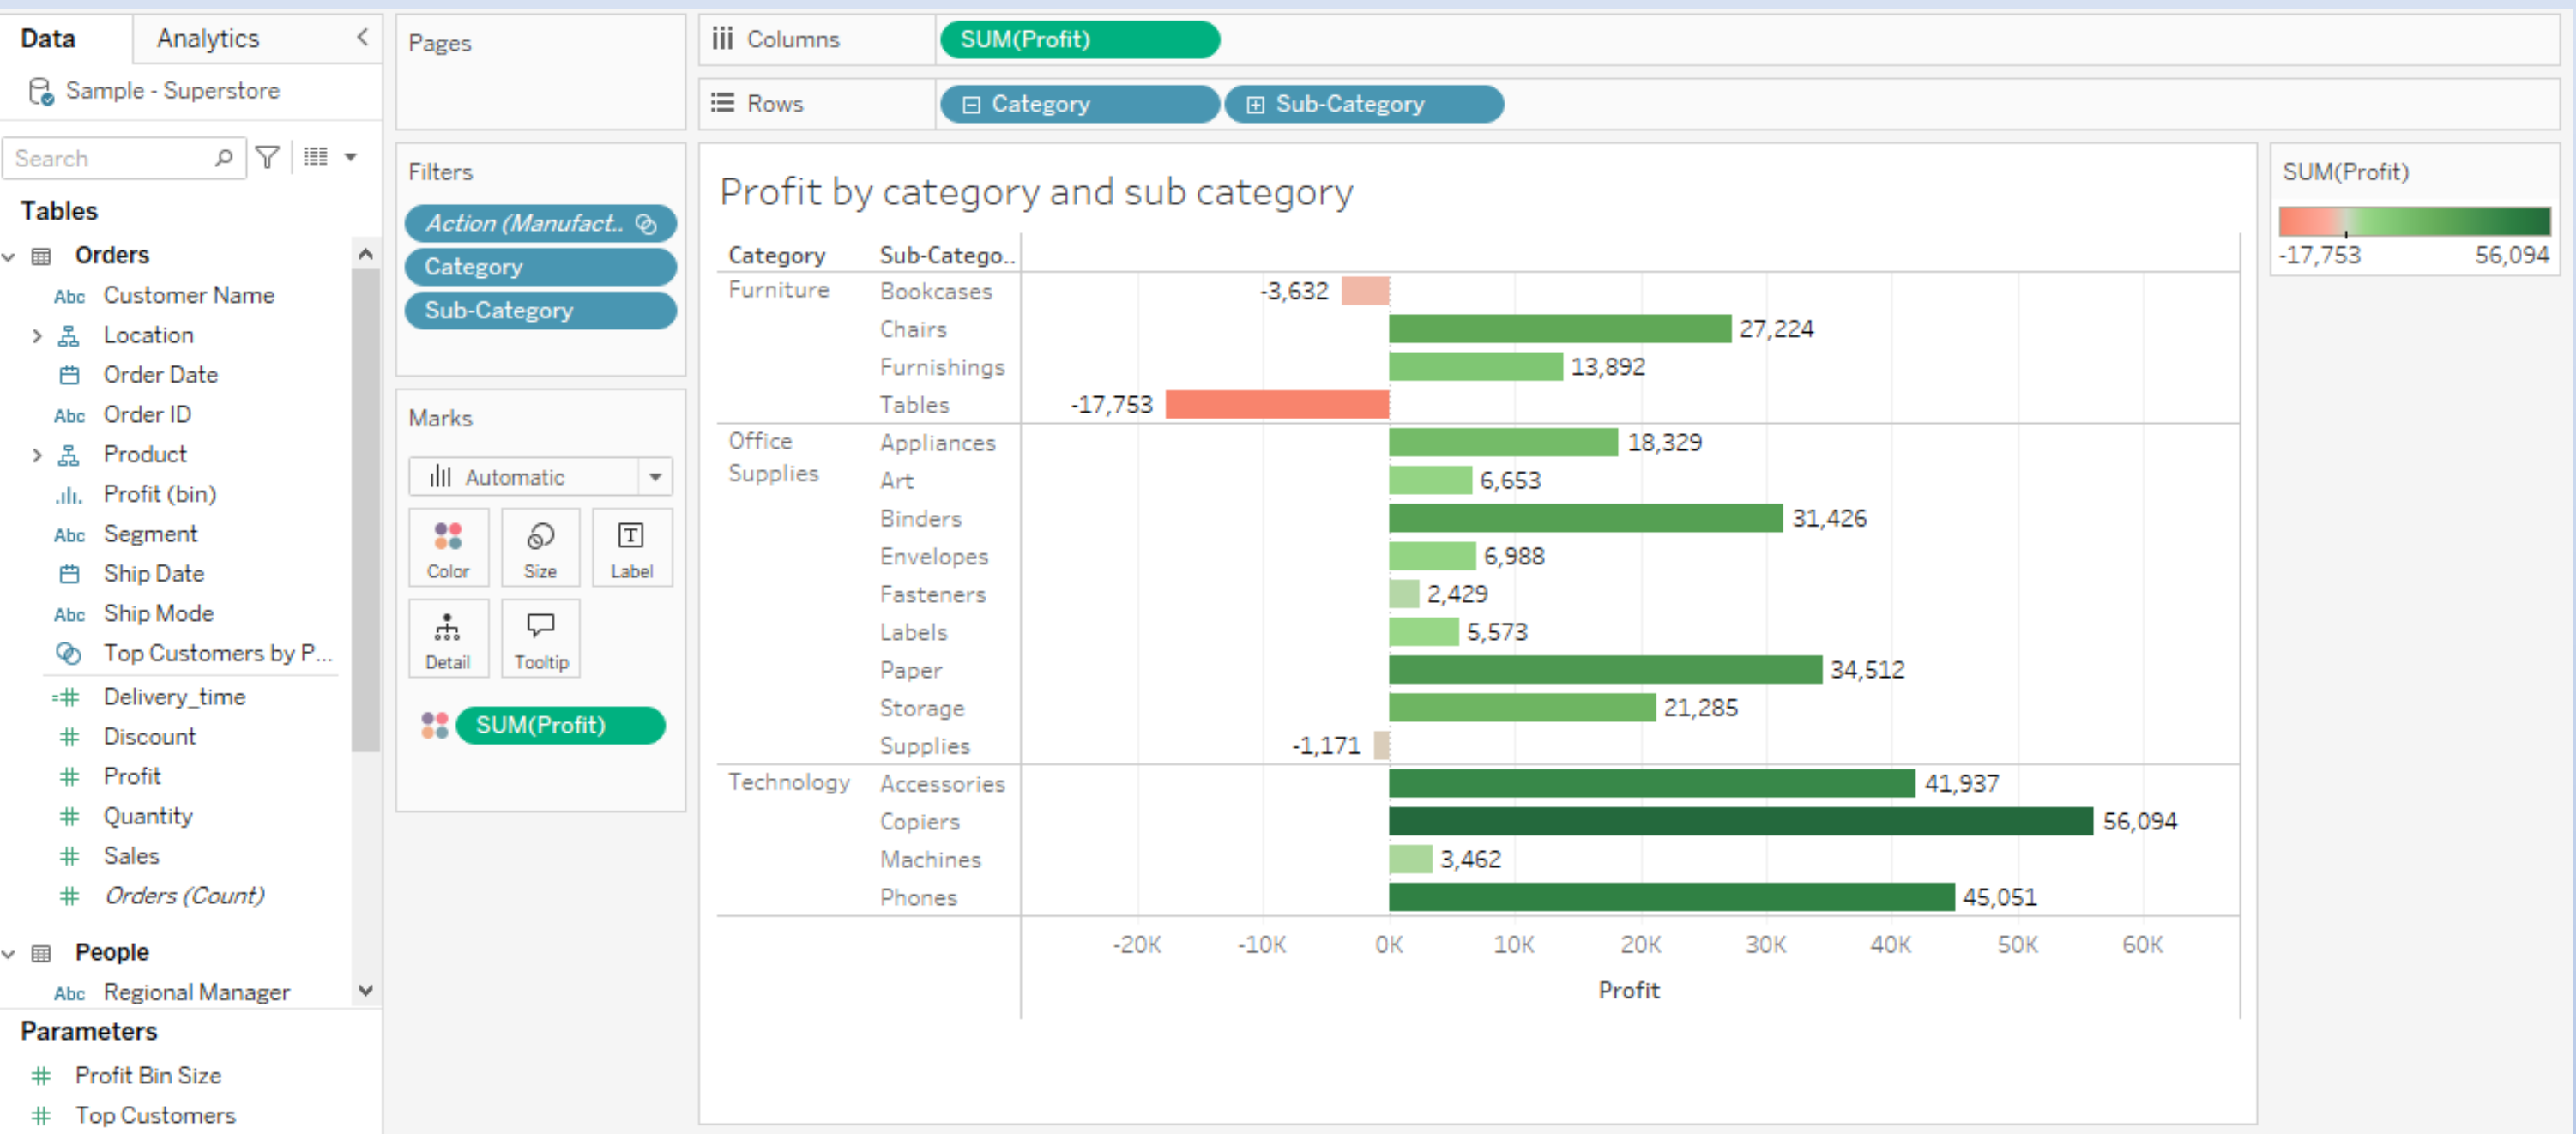 Data Analytics
Sample - Superstore
Search
Tables
Orders
Abc Customer Name
Location
Order Date
Abc Order ID
Product
Profit (bin)
Abc Segment
Ship Date
Abc Ship Mode
Top Customers by P...
=# Delivery_time
# Discount
# Profit
# Quantity
# Sales
# Orders (Count)
People
Abc Regional Manager
Parameters
# Profit Bin Size
# Top Customers
Pages
Filters
Action (Manufact..
Category
Sub-Category
Marks
Automatic
Color Size Label
Detail Tooltip
SUM(Profit)
Columns SUM(Profit)
Rows Category Sub-Category
Profit by category and sub category
Category Sub-Catego..
Furniture Bookcases -3,632
Chairs 27,224
Furnishings 13,892
Tables -17,753
Office Appliances 18,329
Supplies Art 6,653
Binders 31,426
Envelopes 6,988
Fasteners 2,429
Labels 5,573
Paper 34,512
Storage 21,285
Supplies -1,171
Technology Accessories 41,937
Copiers 56,094
Machines 3,462
Phones 45,051
-20K -10K 0K 10K 20K 30K 40K 50K 60K
Profit
SUM(Profit)
-17,753 56,094